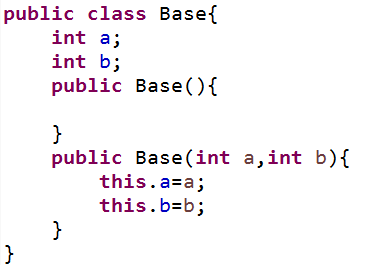 public class Base{
    int a;
    int b;
    public Base(){

    }
    public Base(int a,int b){
        this.a=a;
        this.b=b;
    }
}